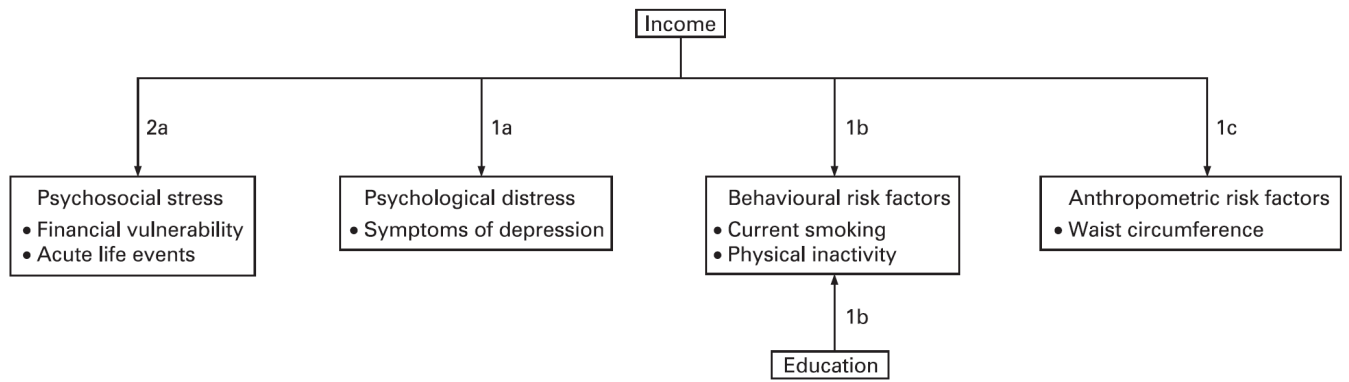 Income
2a
1a
1b
1c
Psychosocial stress
• Financial vulnerability
• Acute life events
Psychological distress
• Symptoms of depression
Behavioural risk factors
• Current smoking
• Physical inactivity
Anthropometric risk factors
• Waist circumference
1b
Education